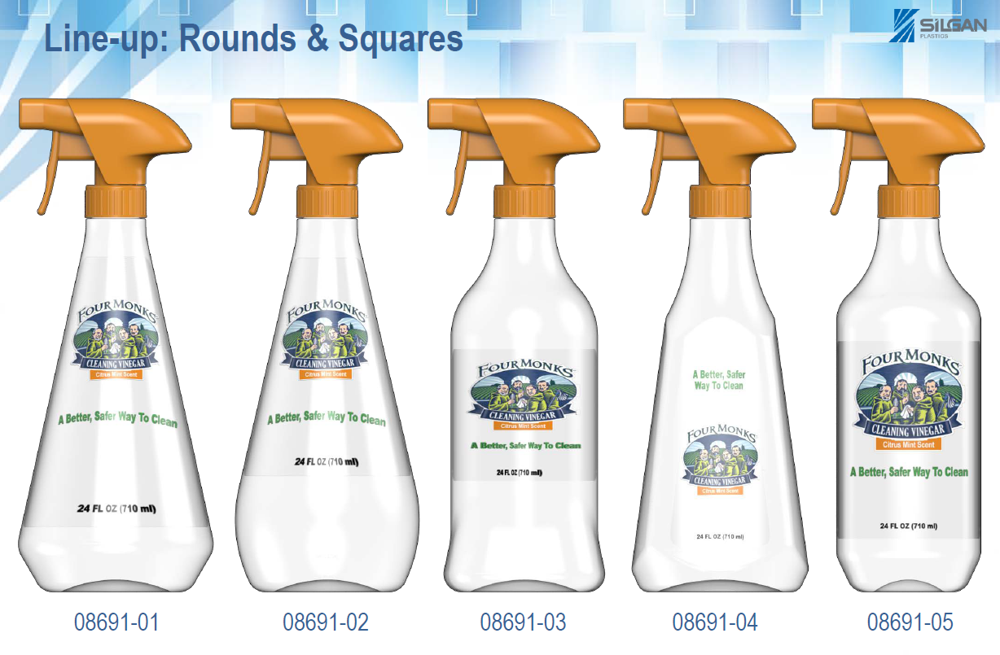 Line-up: Rounds & Squares
SiLGAN
PLASTICS
FOUR MONKS
CLEANING VINEGAR
Citrus Mint Scent
A Better, Safer Way To Clean
24 FL OZ (710 ml)
FOUR MONKS
CLEANING VINEGAR
Citrus Mint Scent
A Better, Safer Way To Clean
24 FL OZ (710 ml)
FOUR MONKS
CLEANING VINEGAR
Citrus Mint Scent
A Better, Safer Way To Clean
24 FL OZ (710 ml)
A Better, Safer
Way To Clean
FOUR MONKS
CLEANING VINEGAR
Citrus Mint Scent
24 FL OZ (710 ml)
FOUR MONKS
CLEANING VINEGAR
Citrus Mint Scent
A Better, Safer Way To Clean
24 FL OZ (710 ml)
08691-01
08691-02
08691-03
08691-04
08691-05